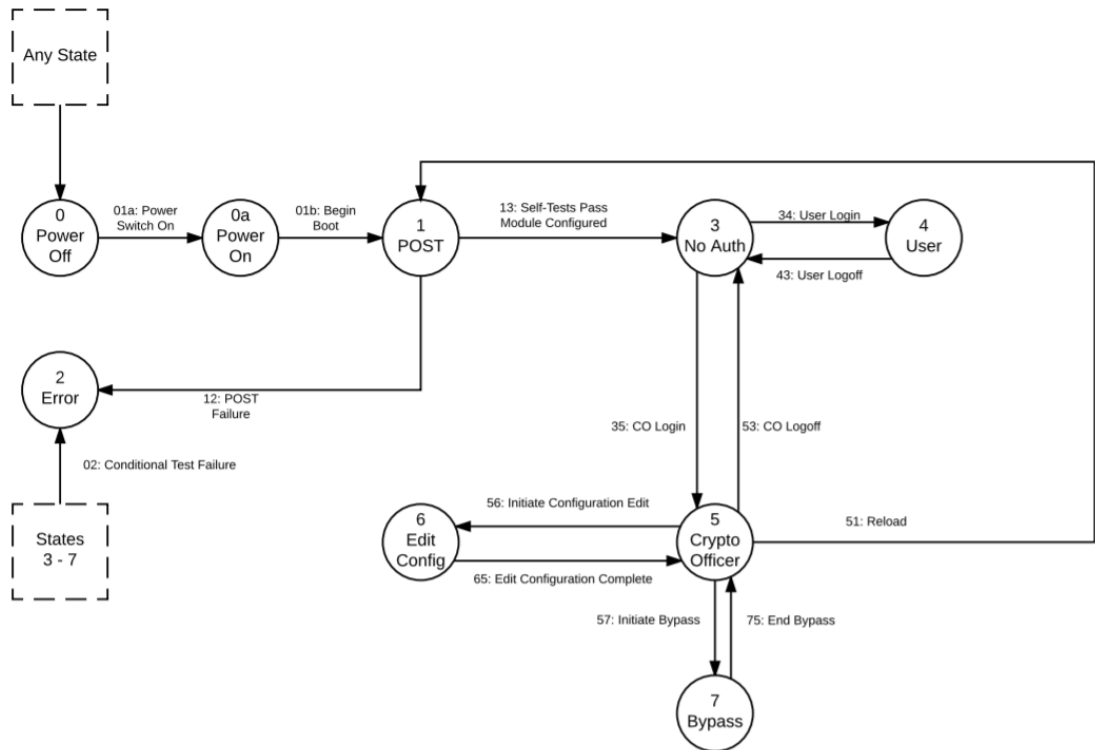 Any State
0
Power
Off
01a: Power
Switch On
0a
Power
On
01b: Begin
Boot
1
POST
13: Self-Tests Pass
Module Configured
3
No Auth
34: User Login
4
User
43: User Logoff
2
Error
12: POST
Failure
02: Conditional Test Failure
States
3 - 7
35: CO Login
53: CO Logoff
56: Initiate Configuration Edit
6
Edit
Config
65: Edit Configuration Complete
5
Crypto
Officer
51: Reload
57: Initiate Bypass
75: End Bypass
7
Bypass